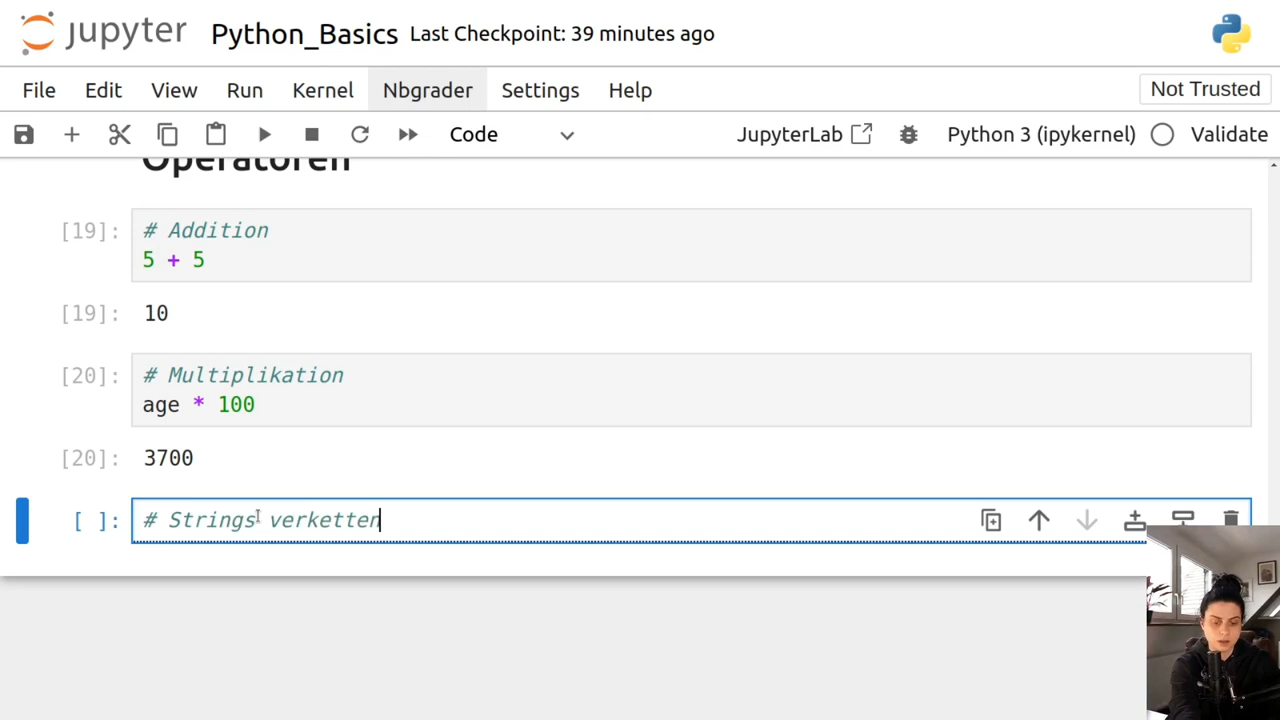 jupyter Python_Basics Last Checkpoint: 39 minutes ago
File Edit View Run Kernel Nbgrader Settings Help Not Trusted
Code JupyterLab Python 3 (ipykernel) Validate
Operatoren
[19]: # Addition
5 + 5
[19]: 10
[20]: # Multiplikation
age * 100
[20]: 3700
[ ]: # Strings verketten